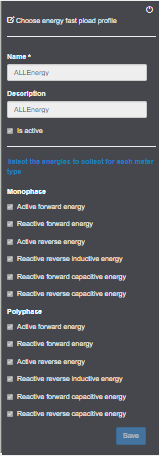 Choose energy fast pload profile
Name *
ALLEnergy
Description
ALLEnergy
Is active
Select the energies to collect for each meter
type
Monophase
Active forward energy
Reactive forward energy
Active reverse energy
Reactive reverse inductive energy
Reactive forward capacitive energy
Reactive reverse capacitive energy
Polyphase
Active forward energy
Reactive forward energy
Active reverse energy
Reactive reverse inductive energy
Reactive forward capacitive energy
Reactive reverse capacitive energy
Save